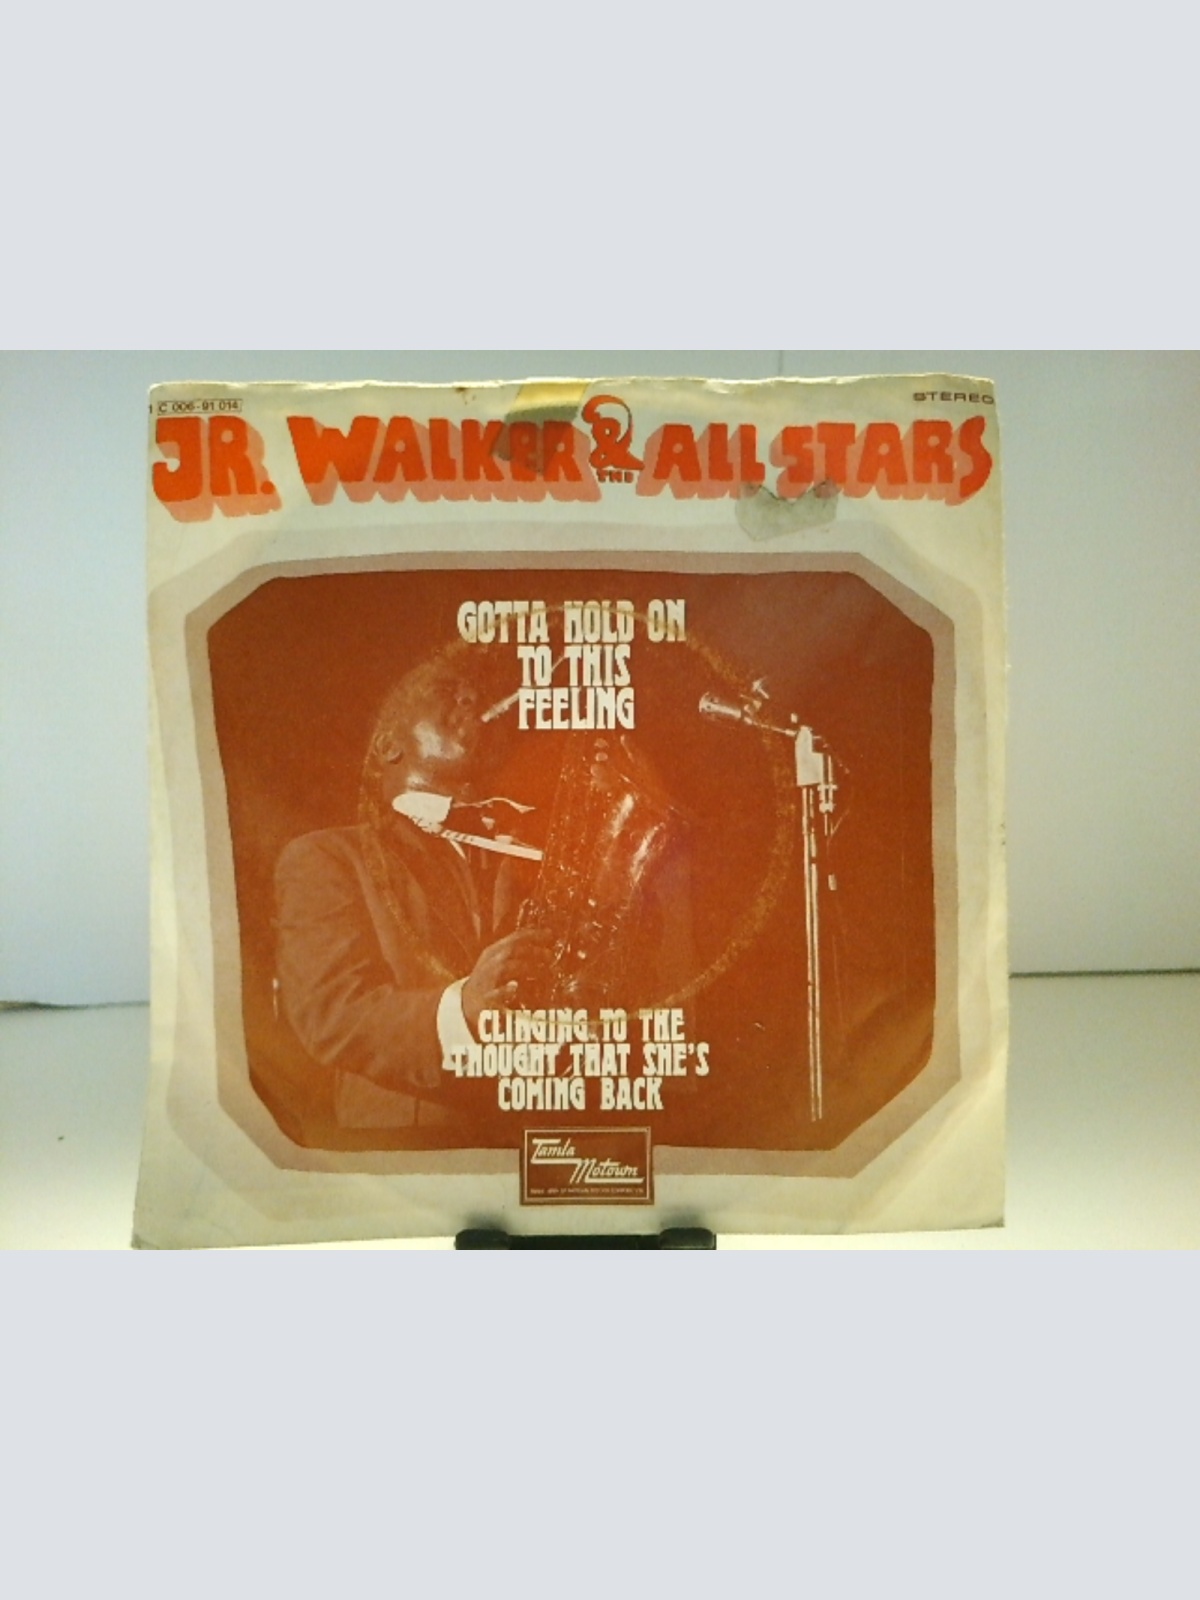 1 C 006-91 014
STEREO
JR. WALKER & THE ALL STARS
GOTTA HOLD ON
TO THIS
FEELING
CLINGING TO THE
THOUGHT THAT SHE'S
COMING BACK
Tamla
Motown